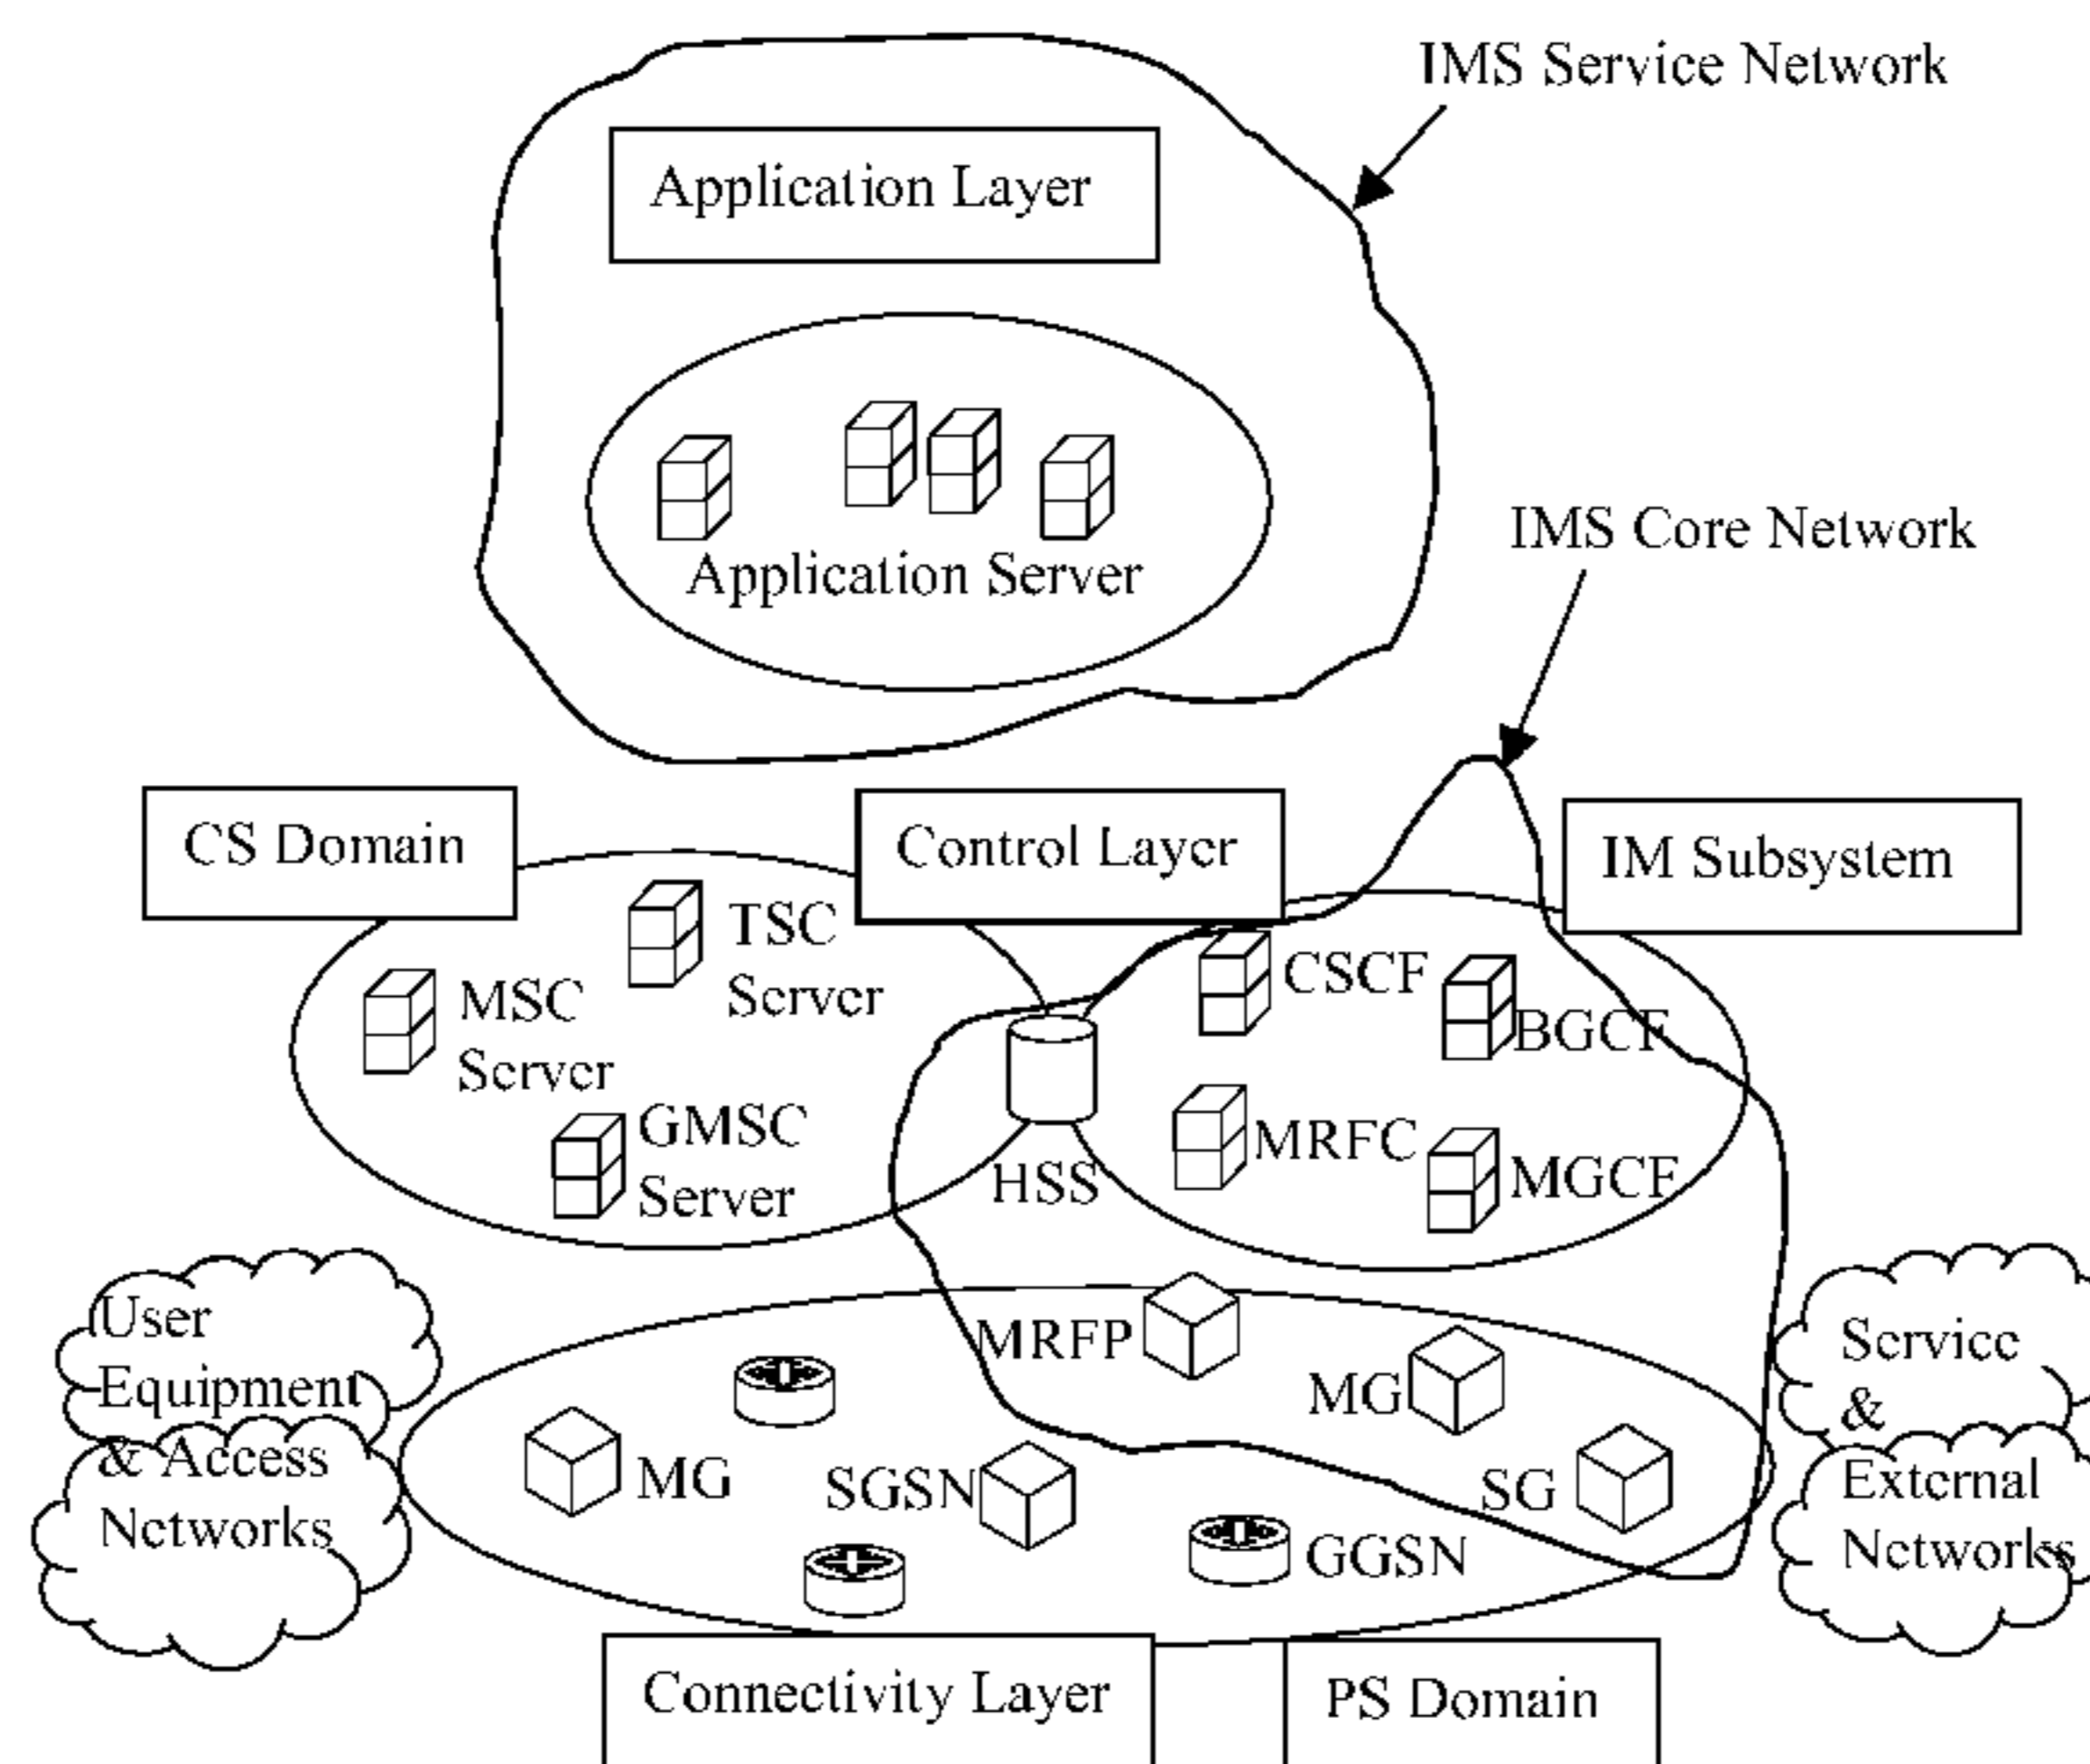 IMS Service Network
Application Layer
Application Server
IMS Core Network
CS Domain
Control Layer
IM Subsystem
TSC
Server
MSC
Server
GMSC
Server
HSS
CSCF
BGCF
MRFC
MGCF
User
Equipment
& Access
Networks
MRFP
MG
MG
SGSN
SG
GGSN
Service
&
External
Networks
Connectivity Layer
PS Domain